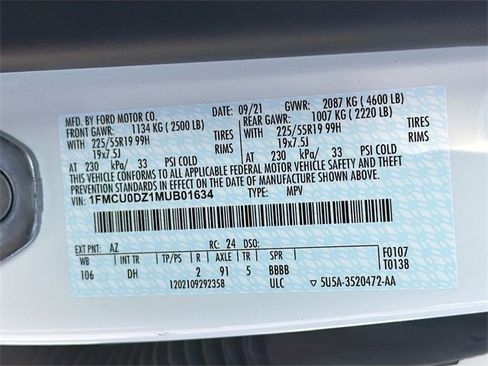 MFD. BY FORD MOTOR CO. 09/21 GVWR: 2087 KG (4600 LB)
FRONT GAWR: 1134 KG (2500 LB) REAR GAWR: 1007 KG (2220 LB)
WITH 225/55R19 99H TIRES WITH 225/55R19 99H TIRES
19x7.5J RIMS 19x7.5J RIMS
AT 230 kPa/ 33 PSI COLD AT 230 kPa/ 33 PSI COLD
THIS VEHICLE CONFORMS TO ALL APPLICABLE FEDERAL MOTOR VEHICLE SAFETY AND THEFT
PREVENTION STANDARDS IN EFFECT ON THE DATE OF MANUFACTURE SHOWN ABOVE.
VIN: 1FMCU0DZ1MUB01634 TYPE: MPV
EXT PNT: AZ RC: 24 DSO: F0107
WB TP/PS R AXLE TR SPR T0138
106 DH 2 91 5 BBBB
1202109292358 ULC 5U5A-3520472-AA